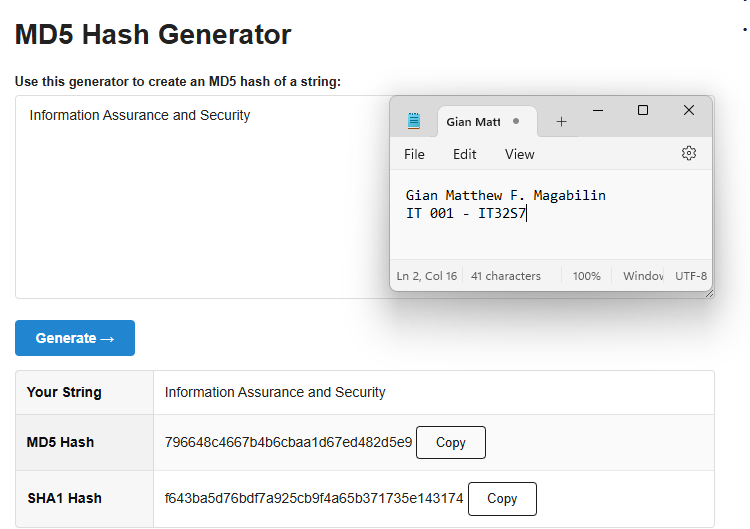 MD5 Hash Generator
Use this generator to create an MD5 hash of a string:
Information Assurance and Security
Gian Matt
File Edit View
Gian Matthew F. Magabilin
IT 001 - IT32S7
Ln 2, Col 16 41 characters 100% Window UTF-8
Generate →
Your String Information Assurance and Security
MD5 Hash 796648c4667b4b6cbaa1d67ed482d5e9 Copy
SHA1 Hash f643ba5d76bdf7a925cb9f4a65b371735e143174 Copy